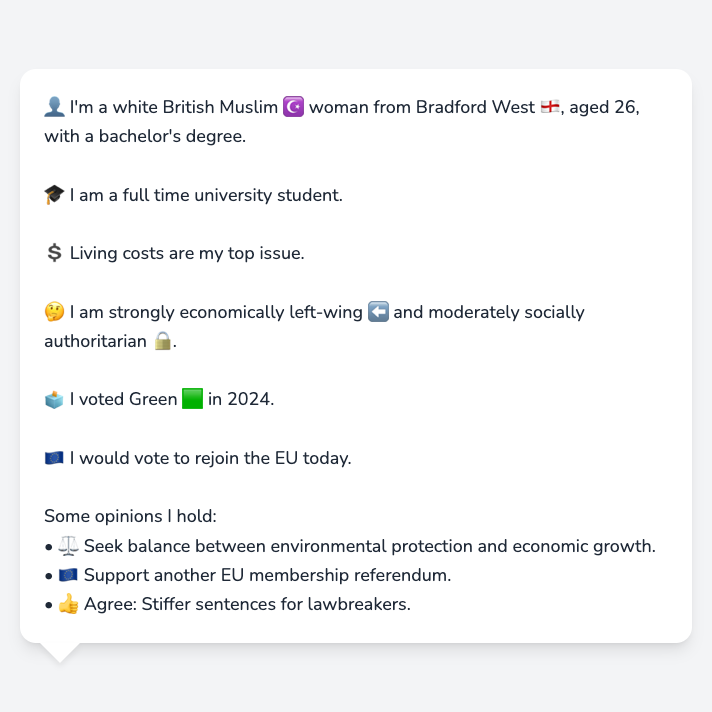 👤 I'm a white British Muslim ☪️ woman from Bradford West 🏴󠁧󠁢󠁥󠁮󠁧󠁿, aged 26,
with a bachelor's degree.
🎓 I am a full time university student.
💲 Living costs are my top issue.
🤔 I am strongly economically left-wing ⬅️ and moderately socially
authoritarian 🔒.
🗳️ I voted Green 🟩 in 2024.
🇪🇺 I would vote to rejoin the EU today.
Some opinions I hold:
• ⚖️ Seek balance between environmental protection and economic growth.
• 🇪🇺 Support another EU membership referendum.
• 👍 Agree: Stiffer sentences for lawbreakers.